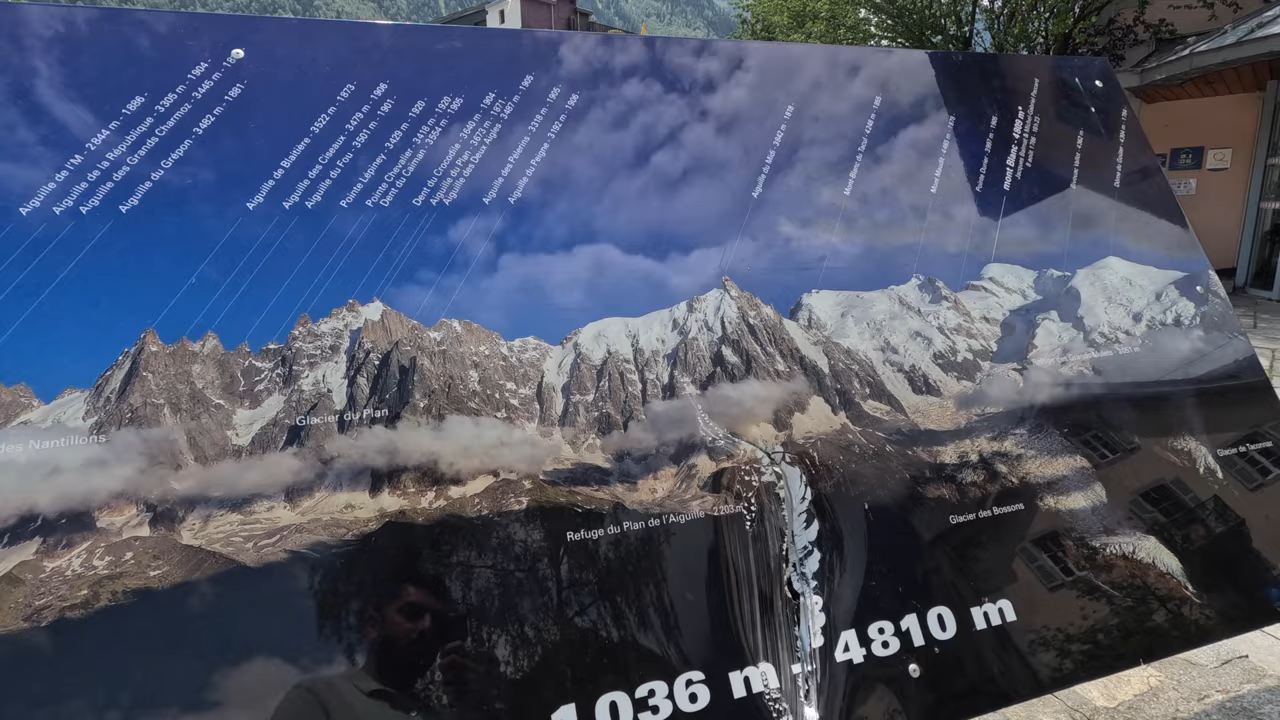 Aiguille de l'M - 2844 m - 1886 -
Aiguille de la République - 3305 m - 1904 -
Aiguille des Grands Charmoz - 3445 m -
Aiguille du Grépon - 3482 m - 1881 -
Aiguille de Blaitière - 3522 m - 1873 -
Aiguille des Ciseaux - 3479 m - 1906
Aiguille du Fou - 3501 m - 1901 -
Pointe Lépiney - 3429 m - 1920
Pointe Chevalier - 3418 m - 1920 -
Dent du Caïman - 3554 m - 1905
Dent du Crocodile - 3640 m - 1904 -
Aiguille du Plan - 3673 m - 1871
Aiguille des Deux Aigles - 3487 m - 1905 -
Aiguille des Pélerins - 3318 m - 1905 -
Aiguille du Peigne - 3192 m - 1906 -
Aiguille du Midi - 3842 m - 1818 -
Mont-Blanc du Tacul - 4248 m - 1855
Mont Maudit -
mont Blanc - 4809 m*
Glacier du Plan
des Nantillons
Refuge du Plan de l'Aiguille - 2203 m
Glacier des Bossons
Glacier de Taconnaz
1036 m - 4810 m